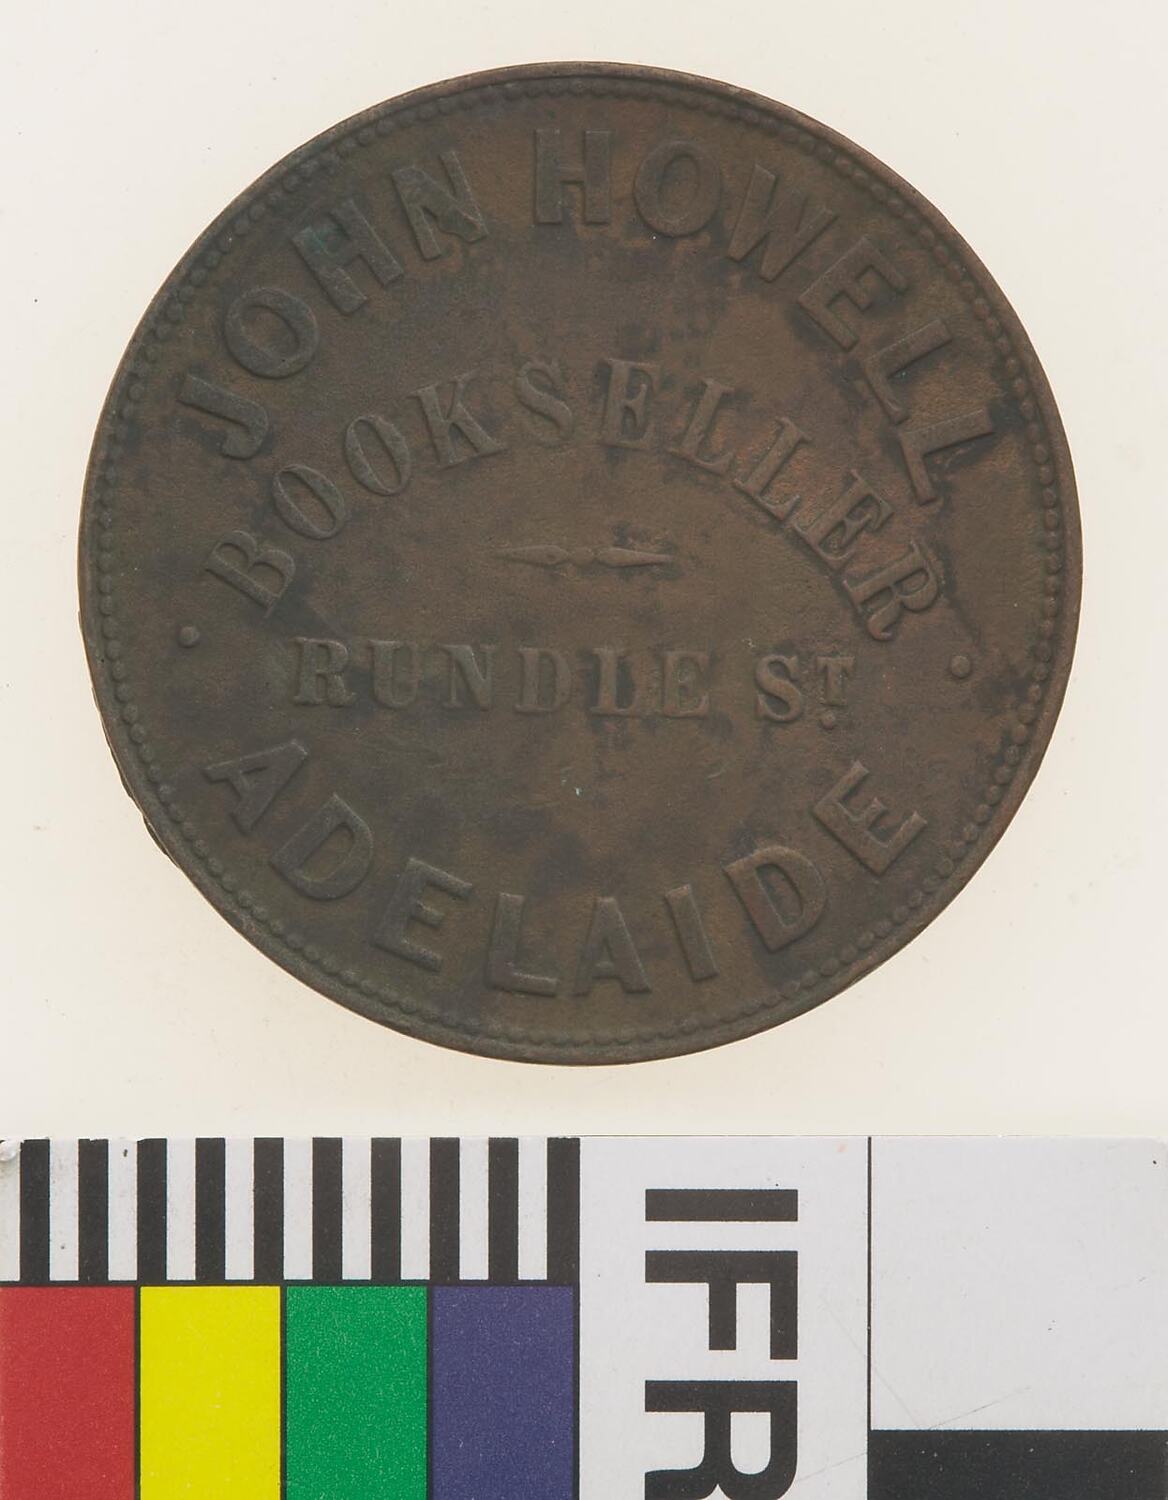 JOHN HOWELL
BOOKSELLER
RUNDLE ST.
ADELAIDE
IFR